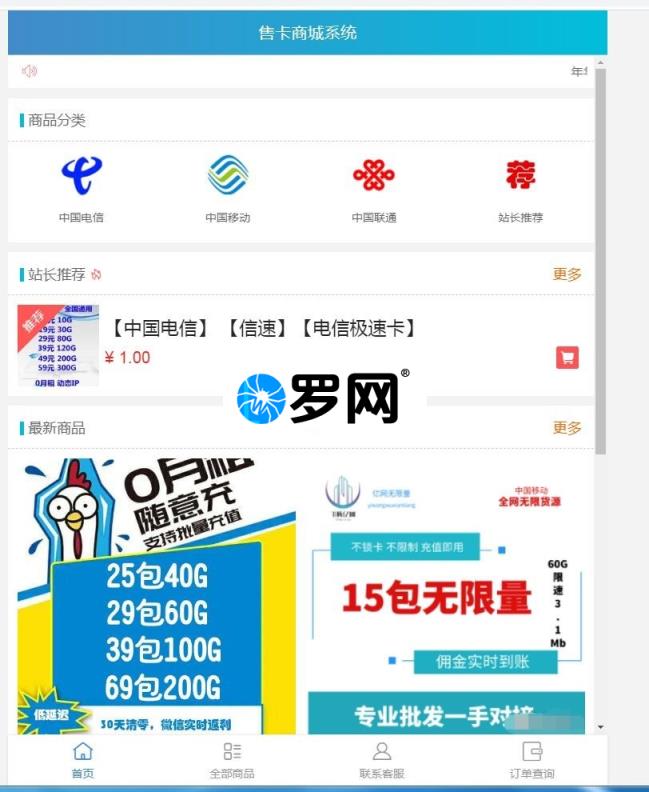 售卡商城系统
商品分类
中国电信
中国移动
中国联通
荐
站长推荐
站长推荐
更多
推荐
全国通用
29元 80G
39元 120G
49元 200G
59元 300G
0月租 动态IP
【中国电信】【信速】【电信极速卡】
¥ 1.00
罗网®
最新商品
更多
0月租
随意充
支持批量充值
25包40G
29包60G
39包100G
69包200G
低延迟
30天清零，微信实时返利
亿网无限量
中国移动
全网无限货源
不锁卡 不限制 充值即用
15包无限量
60G
限
速
3
.
1
Mb
佣金实时到账
专业批发一手对接
首页
全部商品
联系客服
订单查询